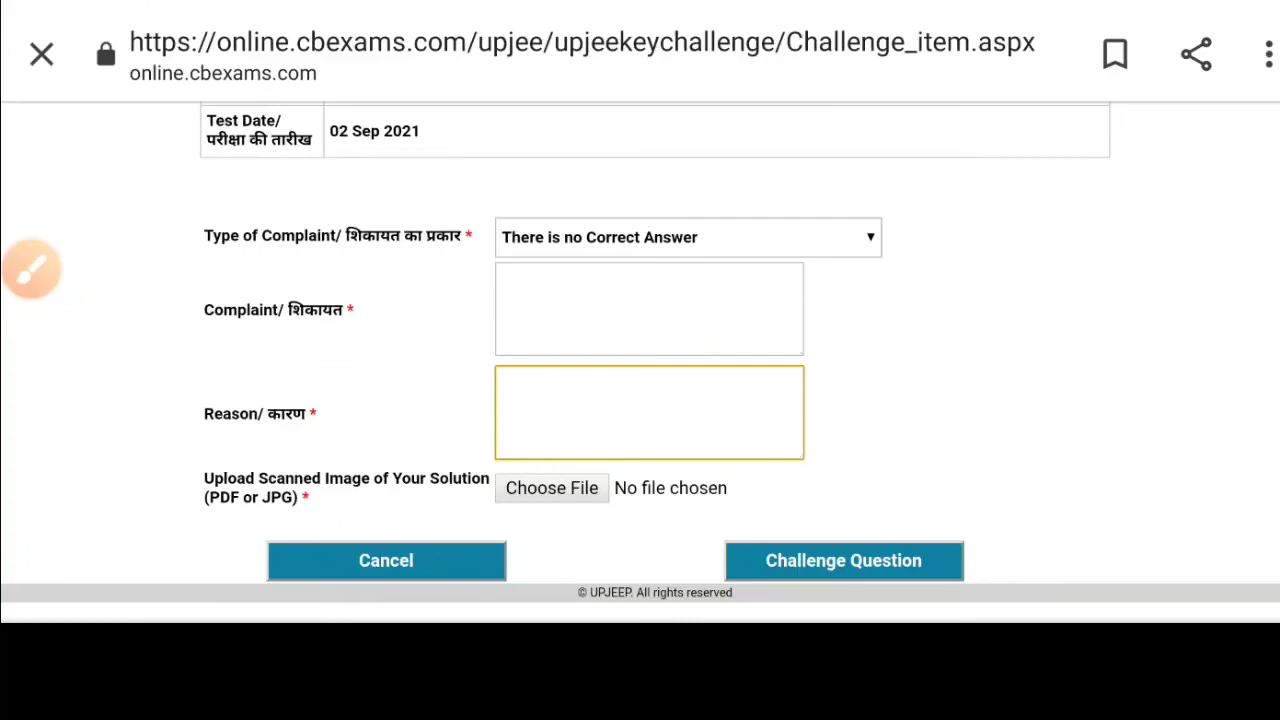 https://online.cbexams.com/upjee/upjeekeychallenge/Challenge_item.aspx
online.cbexams.com
Test Date/
परीक्षा की तारीख
02 Sep 2021
Type of Complaint/ शिकायत का प्रकार *
There is no Correct Answer
Complaint/ शिकायत *
Reason/ कारण *
Upload Scanned Image of Your Solution
(PDF or JPG) *
Choose File No file chosen
Cancel
Challenge Question
© UPJEEP. All rights reserved